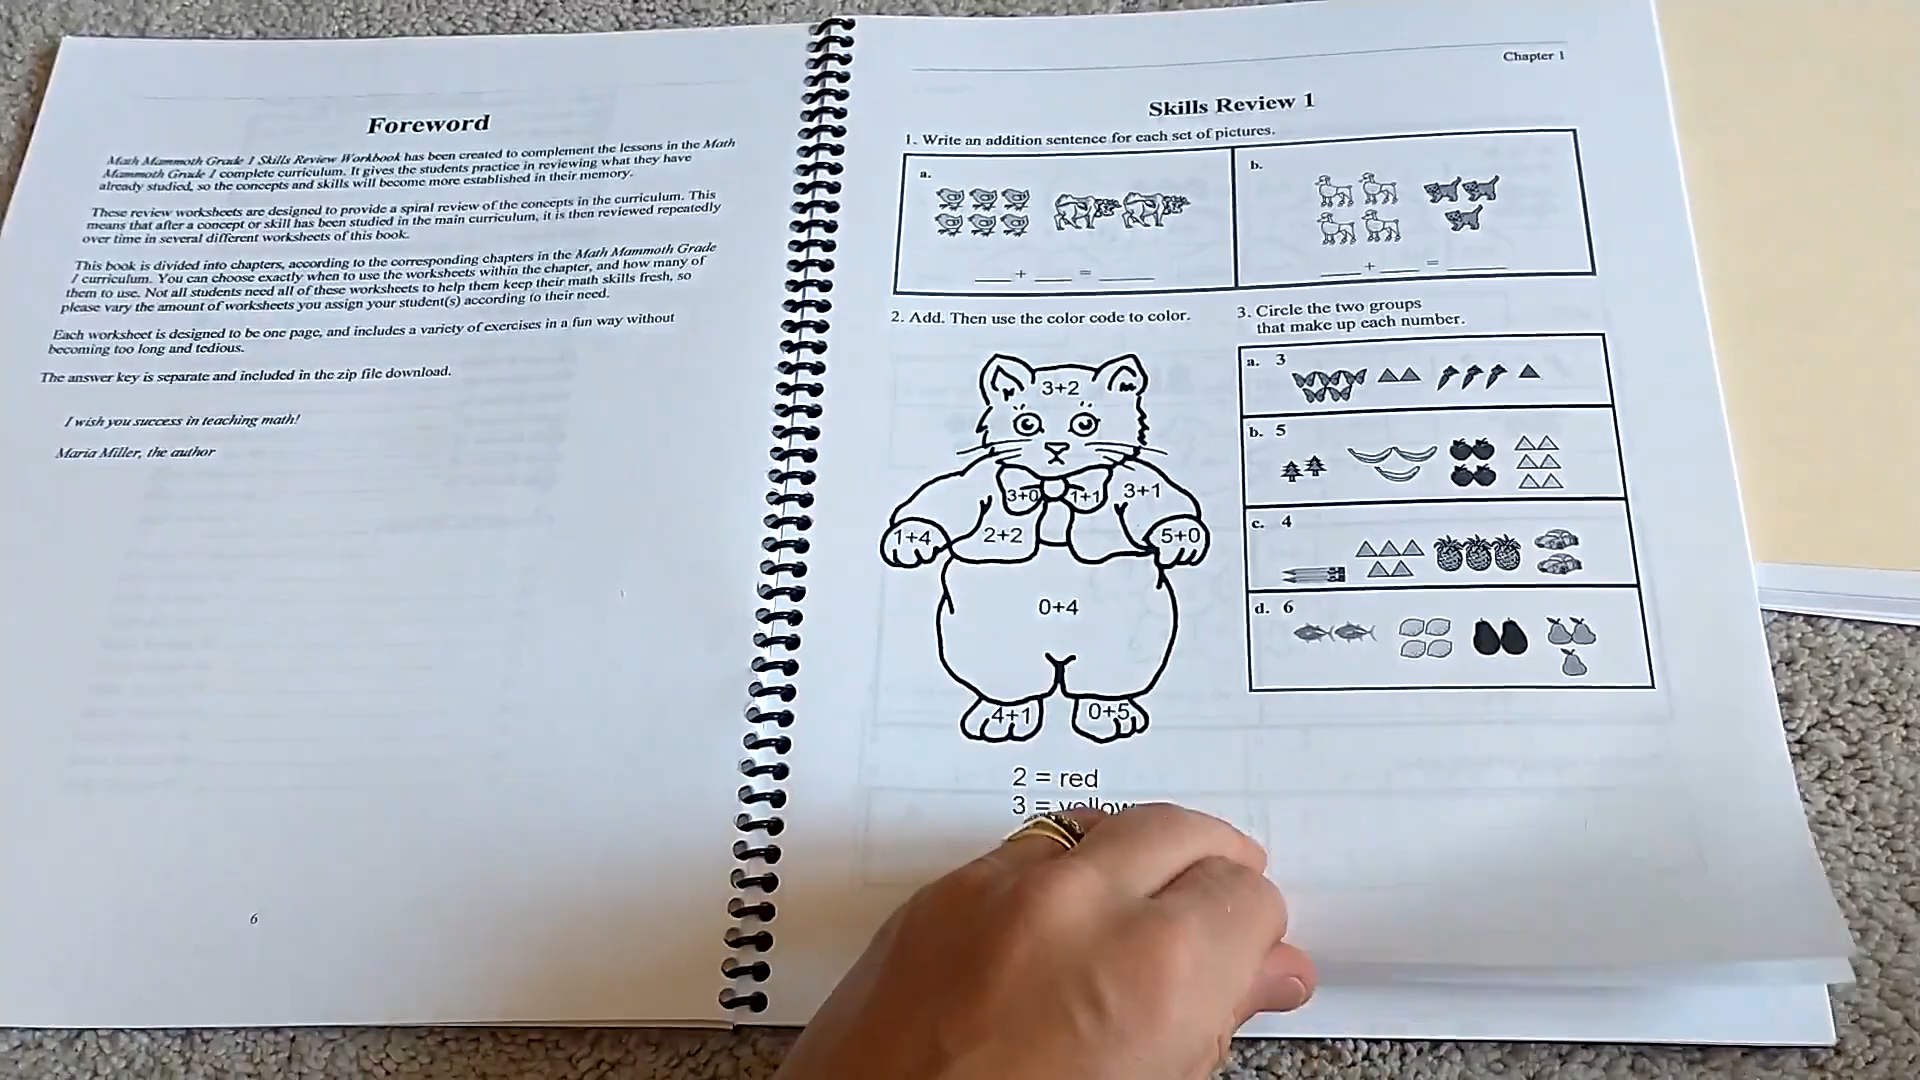 Foreword
Math Mammoth Grade 1 Skills Review Workbook has been created to complement the lessons in the Math
Mammoth Grade 1 complete curriculum. It gives the students practice in reviewing what they have
already studied, so the concepts and skills will become more established in their memory.
These review worksheets are designed to provide a spiral review of the concepts in the curriculum. This
means that after a concept or skill has been studied in the main curriculum, it is then reviewed repeatedly
over time in several different worksheets of this book.
This book is divided into chapters, according to the corresponding chapters in the Math Mammoth Grade
1 curriculum. You can choose exactly when to use the worksheets within the chapter, and how many of
them to use. Not all students need all of these worksheets to help them keep their math skills fresh, so
please vary the amount of worksheets you assign your student(s) according to their need.
Each worksheet is designed to be one page, and includes a variety of exercises in a fun way without
becoming too long and tedious.
The answer key is separate and included in the zip file download.
I wish you success in teaching math!
Maria Miller, the author
6
Chapter 1
Skills Review 1
1. Write an addition sentence for each set of pictures.
a.
____ + ____ = ______
b.
____ + ____ = ______
2. Add. Then use the color code to color.
3+2
3+0 1+1 3+1
1+4 2+2 5+0
0+4
4+1 0+5
2 = red
3 = yellow
3. Circle the two groups
that make up each number.
a. 3
b. 5
c. 4
d. 6